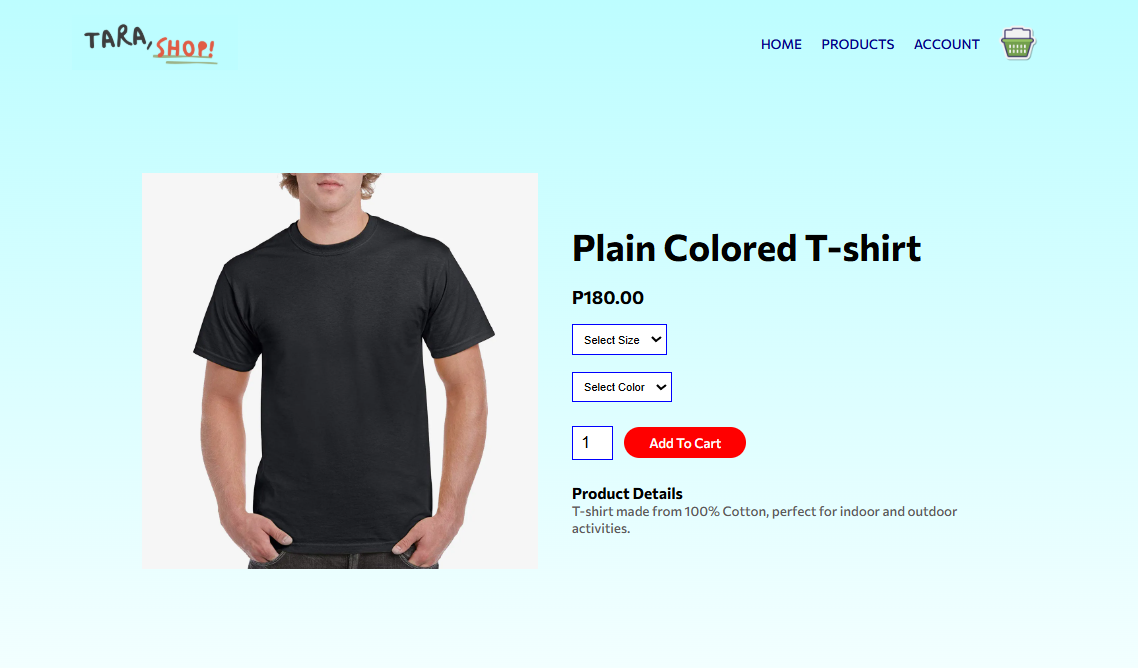 TARA, SHOP!
HOME PRODUCTS ACCOUNT
Plain Colored T-shirt
P180.00
Select Size
Select Color
1 Add To Cart
Product Details
T-shirt made from 100% Cotton, perfect for indoor and outdoor
activities.